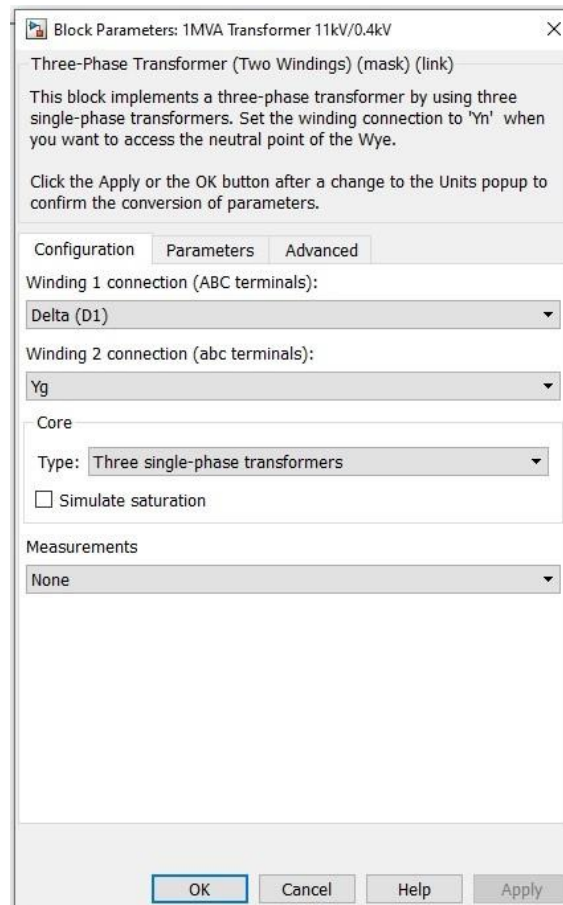 Block Parameters: 1MVA Transformer 11kV/0.4kV
Three-Phase Transformer (Two Windings) (mask) (link)
This block implements a three-phase transformer by using three
single-phase transformers. Set the winding connection to 'Yn' when
you want to access the neutral point of the Wye.
Click the Apply or the OK button after a change to the Units popup to
confirm the conversion of parameters.
Configuration Parameters Advanced
Winding 1 connection (ABC terminals):
Delta (D1)
Winding 2 connection (abc terminals):
Yg
Core
Type: Three single-phase transformers
Simulate saturation
Measurements
None
OK Cancel Help Apply